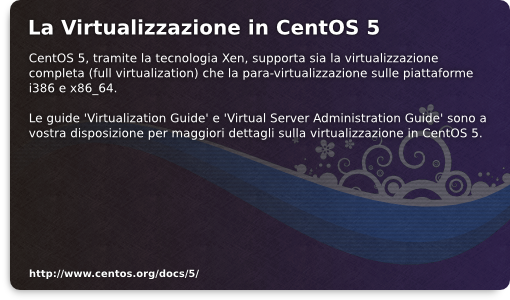 La Virtualizzazione in CentOS 5
CentOS 5, tramite la tecnologia Xen, supporta sia la virtualizzazione
completa (full virtualization) che la para-virtualizzazione sulle piattaforme
i386 e x86_64.
Le guide 'Virtualization Guide' e 'Virtual Server Administration Guide' sono a
vostra disposizione per maggiori dettagli sulla virtualizzazione in CentOS 5.
http://www.centos.org/docs/5/